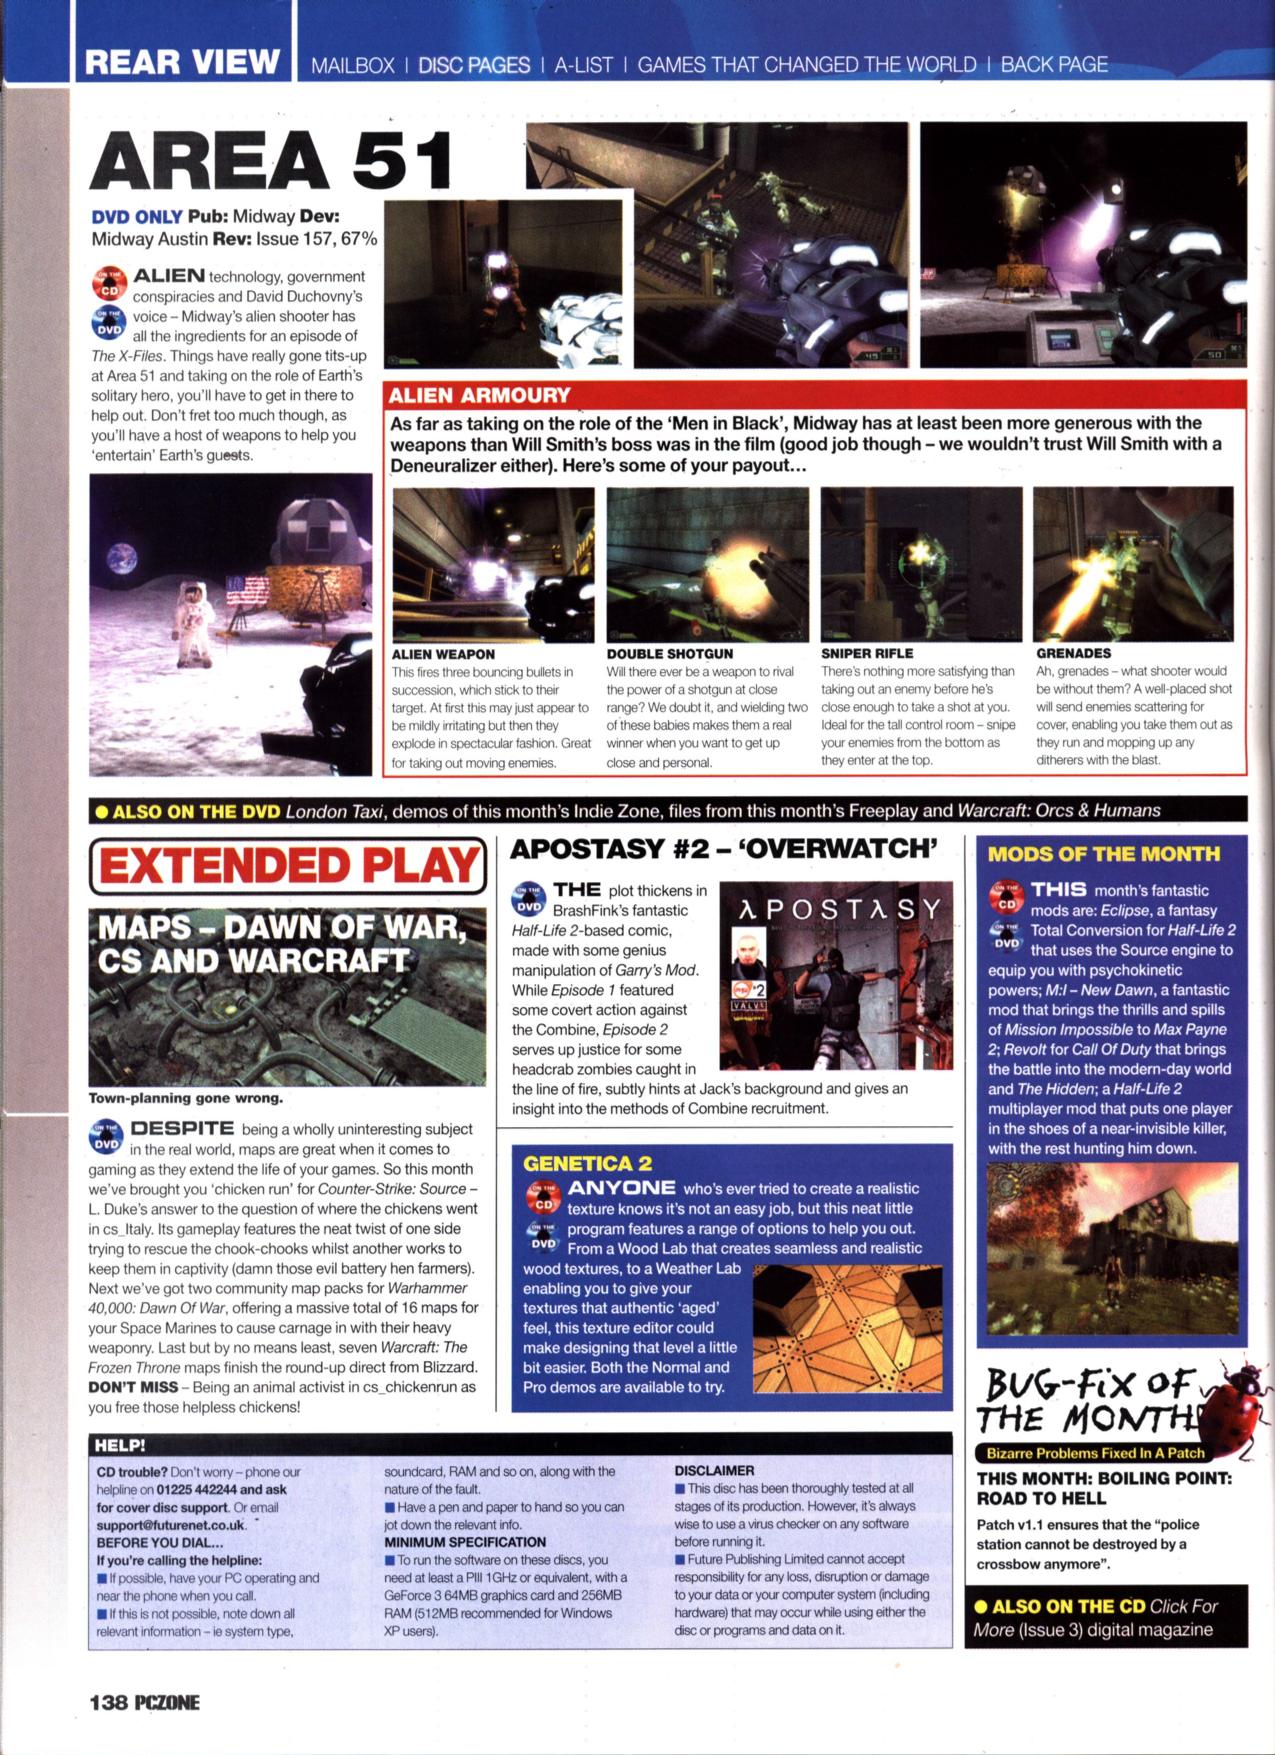 REAR VIEW
MAILBOX | DISC PAGES | A-LIST | GAMES THAT CHANGED THE WORLD | BACK PAGE
AREA 51
DVD ONLY Pub: Midway Dev:
Midway Austin Rev: Issue 157, 67%
ON THE CD
ON THE DVD
ALIEN technology, government
conspiracies and David Duchovny's
voice – Midway's alien shooter has
all the ingredients for an episode of
The X-Files. Things have really gone tits-up
at Area 51 and taking on the role of Earth's
solitary hero, you'll have to get in there to
help out. Don't fret too much though, as
you'll have a host of weapons to help you
'entertain' Earth's guests.
49
50
ALIEN ARMOURY
As far as taking on the role of the 'Men in Black', Midway has at least been more generous with the
weapons than Will Smith's boss was in the film (good job though – we wouldn't trust Will Smith with a
Deneuralizer either). Here's some of your payout...
ALIEN WEAPON
This fires three bouncing bullets in
succession, which stick to their
target. At first this may just appear to
be mildly irritating but then they
explode in spectacular fashion. Great
for taking out moving enemies.
DOUBLE SHOTGUN
Will there ever be a weapon to rival
the power of a shotgun at close
range? We doubt it, and wielding two
of these babies makes them a real
winner when you want to get up
close and personal.
SNIPER RIFLE
There's nothing more satisfying than
taking out an enemy before he's
close enough to take a shot at you.
Ideal for the tall control room – snipe
your enemies from the bottom as
they enter at the top.
GRENADES
Ah, grenades – what shooter would
be without them? A well-placed shot
will send enemies scattering for
cover, enabling you take them out as
they run and mopping up any
ditherers with the blast.
● ALSO ON THE DVD London Taxi, demos of this month's Indie Zone, files from this month's Freeplay and Warcraft: Orcs & Humans
EXTENDED PLAY
MAPS – DAWN OF WAR,
CS AND WARCRAFT
Town-planning gone wrong.
ON THE DVD
DESPITE being a wholly uninteresting subject
in the real world, maps are great when it comes to
gaming as they extend the life of your games. So this month
we've brought you 'chicken run' for Counter-Strike: Source –
L. Duke's answer to the question of where the chickens went
in cs_Italy. Its gameplay features the neat twist of one side
trying to rescue the chook-chooks whilst another works to
keep them in captivity (damn those evil battery hen farmers).
Next we've got two community map packs for Warhammer
40,000: Dawn Of War, offering a massive total of 16 maps for
your Space Marines to cause carnage in with their heavy
weaponry. Last but by no means least, seven Warcraft: The
Frozen Throne maps finish the round-up direct from Blizzard.
DON'T MISS – Being an animal activist in cs_chickenrun as
you free those helpless chickens!
APOSTASY #2 – 'OVERWATCH'
ON THE DVD
THE plot thickens in
BrashFink's fantastic
Half-Life 2-based comic,
made with some genius
manipulation of Garry's Mod.
While Episode 1 featured
some covert action against
the Combine, Episode 2
serves up justice for some
headcrab zombies caught in
the line of fire, subtly hints at Jack's background and gives an
insight into the methods of Combine recruitment.
λPOSTλSY
#2
VALVE
GENETICA 2
ON THE CD
ON THE DVD
ANYONE who's ever tried to create a realistic
texture knows it's not an easy job, but this neat little
program features a range of options to help you out.
From a Wood Lab that creates seamless and realistic
wood textures, to a Weather Lab
enabling you to give your
textures that authentic 'aged'
feel, this texture editor could
make designing that level a little
bit easier. Both the Normal and
Pro demos are available to try.
MODS OF THE MONTH
ON THE CD
ON THE DVD
THIS month's fantastic
mods are: Eclipse, a fantasy
Total Conversion for Half-Life 2
that uses the Source engine to
equip you with psychokinetic
powers; M:I – New Dawn, a fantastic
mod that brings the thrills and spills
of Mission Impossible to Max Payne
2; Revolt for Call Of Duty that brings
the battle into the modern-day world
and The Hidden; a Half-Life 2
multiplayer mod that puts one player
in the shoes of a near-invisible killer,
with the rest hunting him down.
BUG-FiX OF
THE MONTH
Bizarre Problems Fixed In A Patch
THIS MONTH: BOILING POINT:
ROAD TO HELL
Patch v1.1 ensures that the "police
station cannot be destroyed by a
crossbow anymore".
● ALSO ON THE CD Click For
More (Issue 3) digital magazine
HELP!
CD trouble? Don't worry – phone our
helpline on 01225 442244 and ask
for cover disc support. Or email
support@futurenet.co.uk.
BEFORE YOU DIAL...
If you're calling the helpline:
■ If possible, have your PC operating and
near the phone when you call.
■ If this is not possible, note down all
relevant information – ie system type,
soundcard, RAM and so on, along with the
nature of the fault.
■ Have a pen and paper to hand so you can
jot down the relevant info.
MINIMUM SPECIFICATION
■ To run the software on these discs, you
need at least a PIII 1GHz or equivalent, with a
GeForce 3 64MB graphics card and 256MB
RAM (512MB recommended for Windows
XP users).
DISCLAIMER
■ This disc has been thoroughly tested at all
stages of its production. However, it's always
wise to use a virus checker on any software
before running it.
■ Future Publishing Limited cannot accept
responsibility for any loss, disruption or damage
to your data or your computer system (including
hardware) that may occur while using either the
disc or programs and data on it.
138 PCZONE